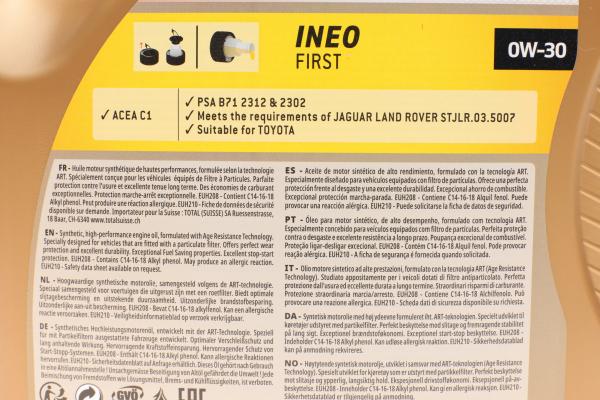 INEO
FIRST
0W-30
✓ ACEA C1
✓ PSA B71 2312 & 2302
✓ Meets the requirements of JAGUAR LAND ROVER STJLR.03.5007
✓ Suitable for TOYOTA
FR - Huile moteur synthétique de hautes performances, formulée selon la technologie
ART. Spécialement conçue pour les véhicules équipés de Filtre à Particules. Parfaite
protection contre l'usure et excellente tenue long terme. Des économies de carburant
exceptionnelles. Protection marche-arrêt exceptionnelle. EUH208 - Contient C14-16-18
Alkyl phenol. Peut produire une réaction allergique. EUH210 - Fiche de données de sécurité
disponible sur demande. Importateur pour la Suisse : TOTAL (SUISSE) SA Ruessenstrasse,
18 Baar, CH-6340 www.total suisse.ch
EN - Synthetic, high-performance engine oil, formulated with Age Resistance Technology.
Specially designed for vehicles that are fitted with a particulate filter. Offers perfect wear
protection and excellent durability. Exceptional Fuel Saving properties. Excellent stop-start
protection. EUH208 - Contains C14-16-18 Alkyl phenol. May produce an allergic reaction.
EUH210 - Safety data sheet available on request.
NL - Hoogwaardige synthetische motorolie, samengesteld volgens de ART-technologie.
Speciaal samengesteld voor voertuigen die uitgerust zijn met een roetfilter. Biedt optimale
slijtagebescherming en uitstekende duurzaamheid. Uitzonderlijke brandstofbesparing.
Uitzonderlijke aan-uit bescherming. EUH208 - Bevat C14-16-18 alkylfenol. Kan een allergische
reactie veroorzaken. EUH210 - Veiligheidsinformatieblad op verzoek verkrijgbaar.
DE - Synthetisches Hochleistungsmotorenöl, entwickelt mit der ART-Technologie. Speziell
für mit Partikelfiltern ausgestattete Fahrzeuge entwickelt. Optimaler Verschleißschutz und
lang anhaltende Wirkung. Hervorragende Kraftstoffeinsparung. Hervorragender Schutz von
Start-Stopp-Systemen. EUH208 - Enthält C14-16-18 Alkyl phenol. Kann allergische Reaktionen
hervorrufen. EUH210 - Sicherheitsdatenblatt auf Anfrage erhältlich. Dieses Öl gehört nach Gebrauch
in eine Altölannahmestelle! Unsachgemässe Beseitigung von Altöl gefährdet die Umwelt! Jede
Beimischung von Fremdstoffen wie Lösungsmittel, Brems- und Kühlflüssigkeiten, ist verboten.
ES - Aceite de motor sintético de alto rendimiento, formulado con la tecnología ART.
Especialmente diseñado para vehículos equipados con filtro de partículas. Ofrece una perfecta
protección frente al desgaste y una excelente durabilidad. Excepcional ahorro de combustible.
Excepcional protección marcha-parada. EUH208 - Contiene C14-16-18 Alquil fenol. Puede
provocar una reacción alérgica. EUH210 - Puede solicitarse la ficha de datos de seguridad.
PT - Óleo para motor sintético, de alto desempenho, formulado com tecnologia ART.
Especialmente concebido para veículos equipados com filtro de partículas. Perfeita proteção
contra o desgaste e excelente resistência a longo prazo. Poupança excepcional de combustível.
Proteção ligar-desligar excecional. EUH208 - Contém C14-16-18 Alquil Fenol. Pode provocar
reação alérgica. EUH210 - A ficha de segurança é fornecida quando solicitada.
IT - Olio motore sintetico ad alte prestazioni, formulato con la tecnologia ART (Age Resistance
Technology). Studiato appositamente per i veicoli dotati di filtri antiparticolato. Perfetta
protezione dall'usura ed eccellente durata a lungo termine. Straordinari risparmi di carburante.
Protezione straordinaria marcia/arresto. EUH208 - Contiene C14-16-18 Alchilfenolo. Può
provocare una reazione allergica. EUH210 - Scheda dati di sicurezza disponibile su richiesta.
DA - Syntetisk motorolie med høj ydeevne formuleret iht. ART-teknologien. Specielt udviklet til
køretøjer udstyret med partikelfilter. Perfekt beskyttelse mod slitage og fremragende stabilitet
på lang sigt. Exceptionel brændstoføkonomi. Exceptionel start-stop beskyttelse. EUH208 -
Indeholder C14-16-18 Alkyl phenol. Kan udløse allergisk reaktion. EUH210 - Sikkerhedsdatablad
kan på anmodning rekvireres.
NO - Høytytende syntetisk motorolje, utviklet i samsvar med ART-teknologien (Age Resistance
Technology). Spesielt utviklet for kjøretøy som er utstyrt med partikkelfilter. Perfekt beskyttelse
mot slitasje og ypperlig, langsiktig hold. Eksepsjonell drivstofføkonomi. Eksepsjonell på-av-
beskyttelse. EUH208 - Inneholder C14-16-18 Alkyl phenol. Kan gi en allergisk reaksjon. EUH210 -
Sikkerhetsdatablad er tilgjengelig på anmodning.
GVÖ
EAC